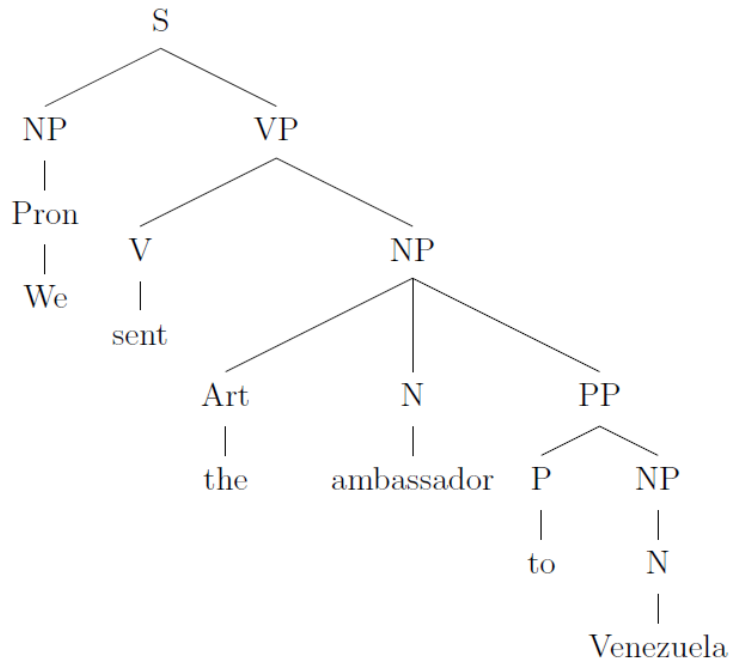 S
NP VP
Pron
V NP
We
sent
Art N PP
the ambassador P NP
to N
Venezuela